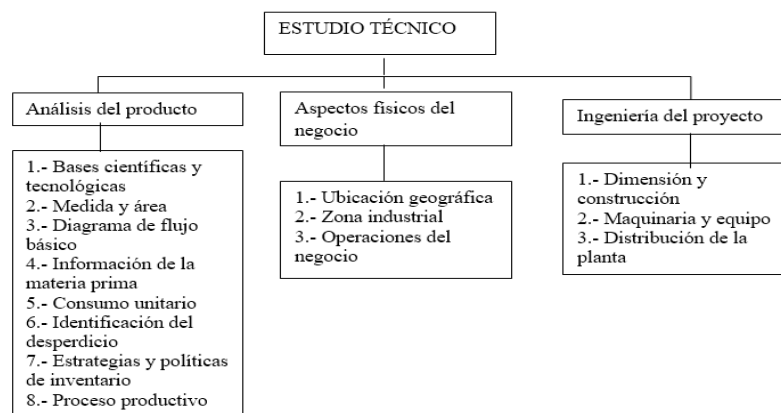 ESTUDIO TÉCNICO
Análisis del producto
1.- Bases científicas y
tecnológicas
2.- Medida y área
3.- Diagrama de flujo
básico
4.- Información de la
materia prima
5.- Consumo unitario
6.- Identificación del
desperdicio
7.- Estrategias y políticas
de inventario
8.- Proceso productivo
Aspectos físicos del
negocio
1.- Ubicación geográfica
2.- Zona industrial
3.- Operaciones del
negocio
Ingeniería del proyecto
1.- Dimensión y
construcción
2.- Maquinaria y equipo
3.- Distribución de la
planta